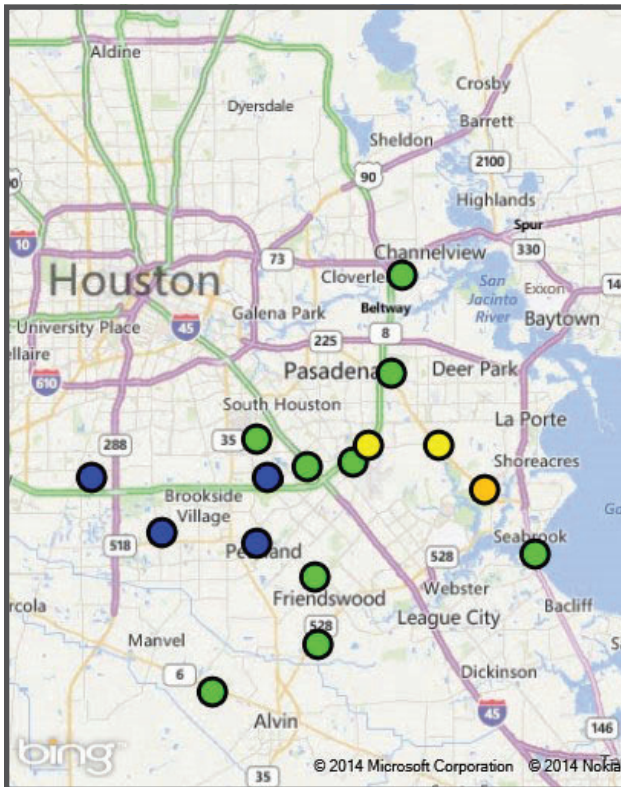 Aldine
Crosby
Dyersdale
Barrett
Sheldon
2100
90
Highlands
Spur
10
330
73
Channelview
Cloverle
Houston
San
Jacinto
River
Exxon
Galena Park
Beltway
Baytown
University Place
45
8
225
ellaire
Pasadena
Deer Park
610
South Houston
La Porte
288
35
Shoreacres
Brookside
Village
Seabrook
518
528
Webster
Friendswood
Bacliff
League City
528
Manvel
6
Dickinson
Alvin
45
146
bing
35
© 2014 Microsoft Corporation © 2014 Nokia